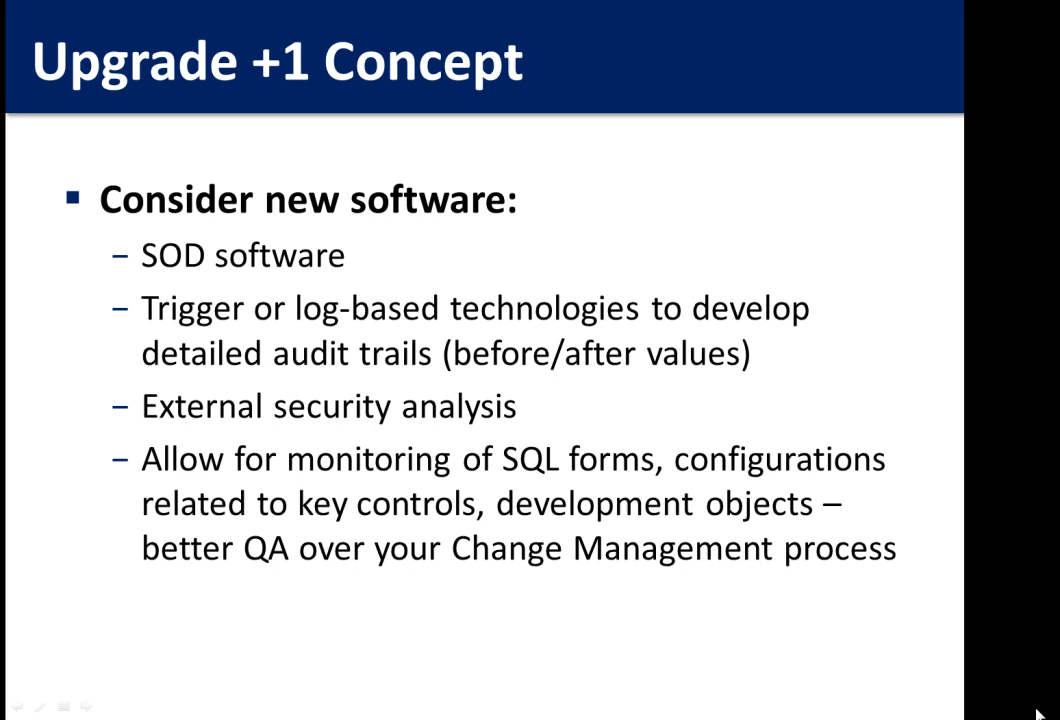 Upgrade +1 Concept
▪ Consider new software:
– SOD software
– Trigger or log-based technologies to develop
detailed audit trails (before/after values)
– External security analysis
– Allow for monitoring of SQL forms, configurations
related to key controls, development objects –
better QA over your Change Management process